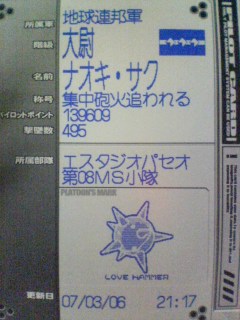 所属軍 地球連邦軍
階級 大尉
名前 ナオキ・サク
称号 集中砲火追われる
パイロットポイント 139609
撃墜数 495
所属部隊 エスタジオパセオ
第08MS小隊
PLATOON'S MARK
LOVE HAMMER
更新日 07/03/06 21:17
PILOT CARD